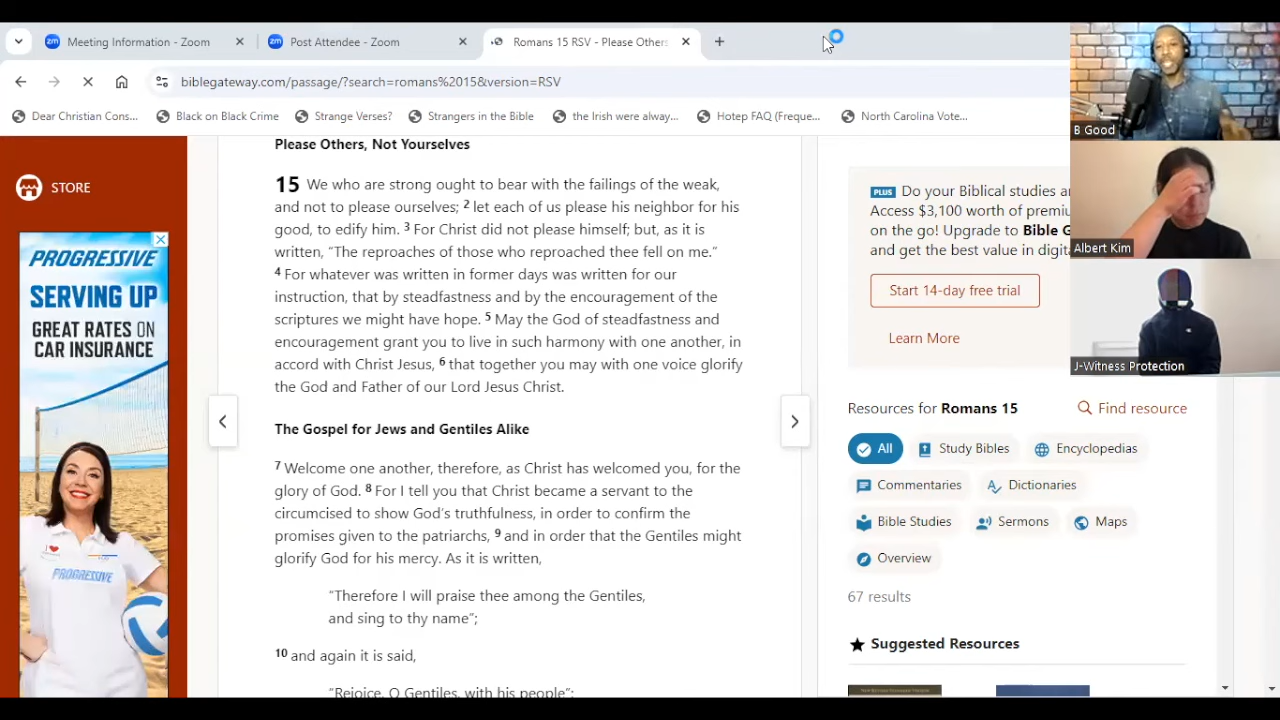 Meeting Information - Zoom
Post Attendee - Zoom
Romans 15 RSV - Please Others
biblegateway.com/passage/?search=romans%2015&version=RSV
Dear Christian Cons...
Black on Black Crime
Strange Verses?
Strangers in the Bible
the Irish were alway...
Hotep FAQ (Freque...
North Carolina Vote...
B Good
Albert Kim
J-Witness Protection
STORE
PROGRESSIVE
SERVING UP
GREAT RATES ON
CAR INSURANCE
PROGRESSIVE
Please Others, Not Yourselves
15 We who are strong ought to bear with the failings of the weak,
and not to please ourselves; 2 let each of us please his neighbor for his
good, to edify him. 3 For Christ did not please himself; but, as it is
written, “The reproaches of those who reproached thee fell on me.”
4 For whatever was written in former days was written for our
instruction, that by steadfastness and by the encouragement of the
scriptures we might have hope. 5 May the God of steadfastness and
encouragement grant you to live in such harmony with one another, in
accord with Christ Jesus, 6 that together you may with one voice glorify
the God and Father of our Lord Jesus Christ.
The Gospel for Jews and Gentiles Alike
7 Welcome one another, therefore, as Christ has welcomed you, for the
glory of God. 8 For I tell you that Christ became a servant to the
circumcised to show God’s truthfulness, in order to confirm the
promises given to the patriarchs, 9 and in order that the Gentiles might
glorify God for his mercy. As it is written,
“Therefore I will praise thee among the Gentiles,
and sing to thy name”;
10 and again it is said,
“Rejoice, O Gentiles, with his people”;
PLUS Do your Biblical studies a
Access $3,100 worth of premiu
on the go! Upgrade to Bible G
and get the best value in digit
Start 14-day free trial
Learn More
Resources for Romans 15
Find resource
All
Study Bibles
Encyclopedias
Commentaries
Dictionaries
Bible Studies
Sermons
Maps
Overview
67 results
Suggested Resources